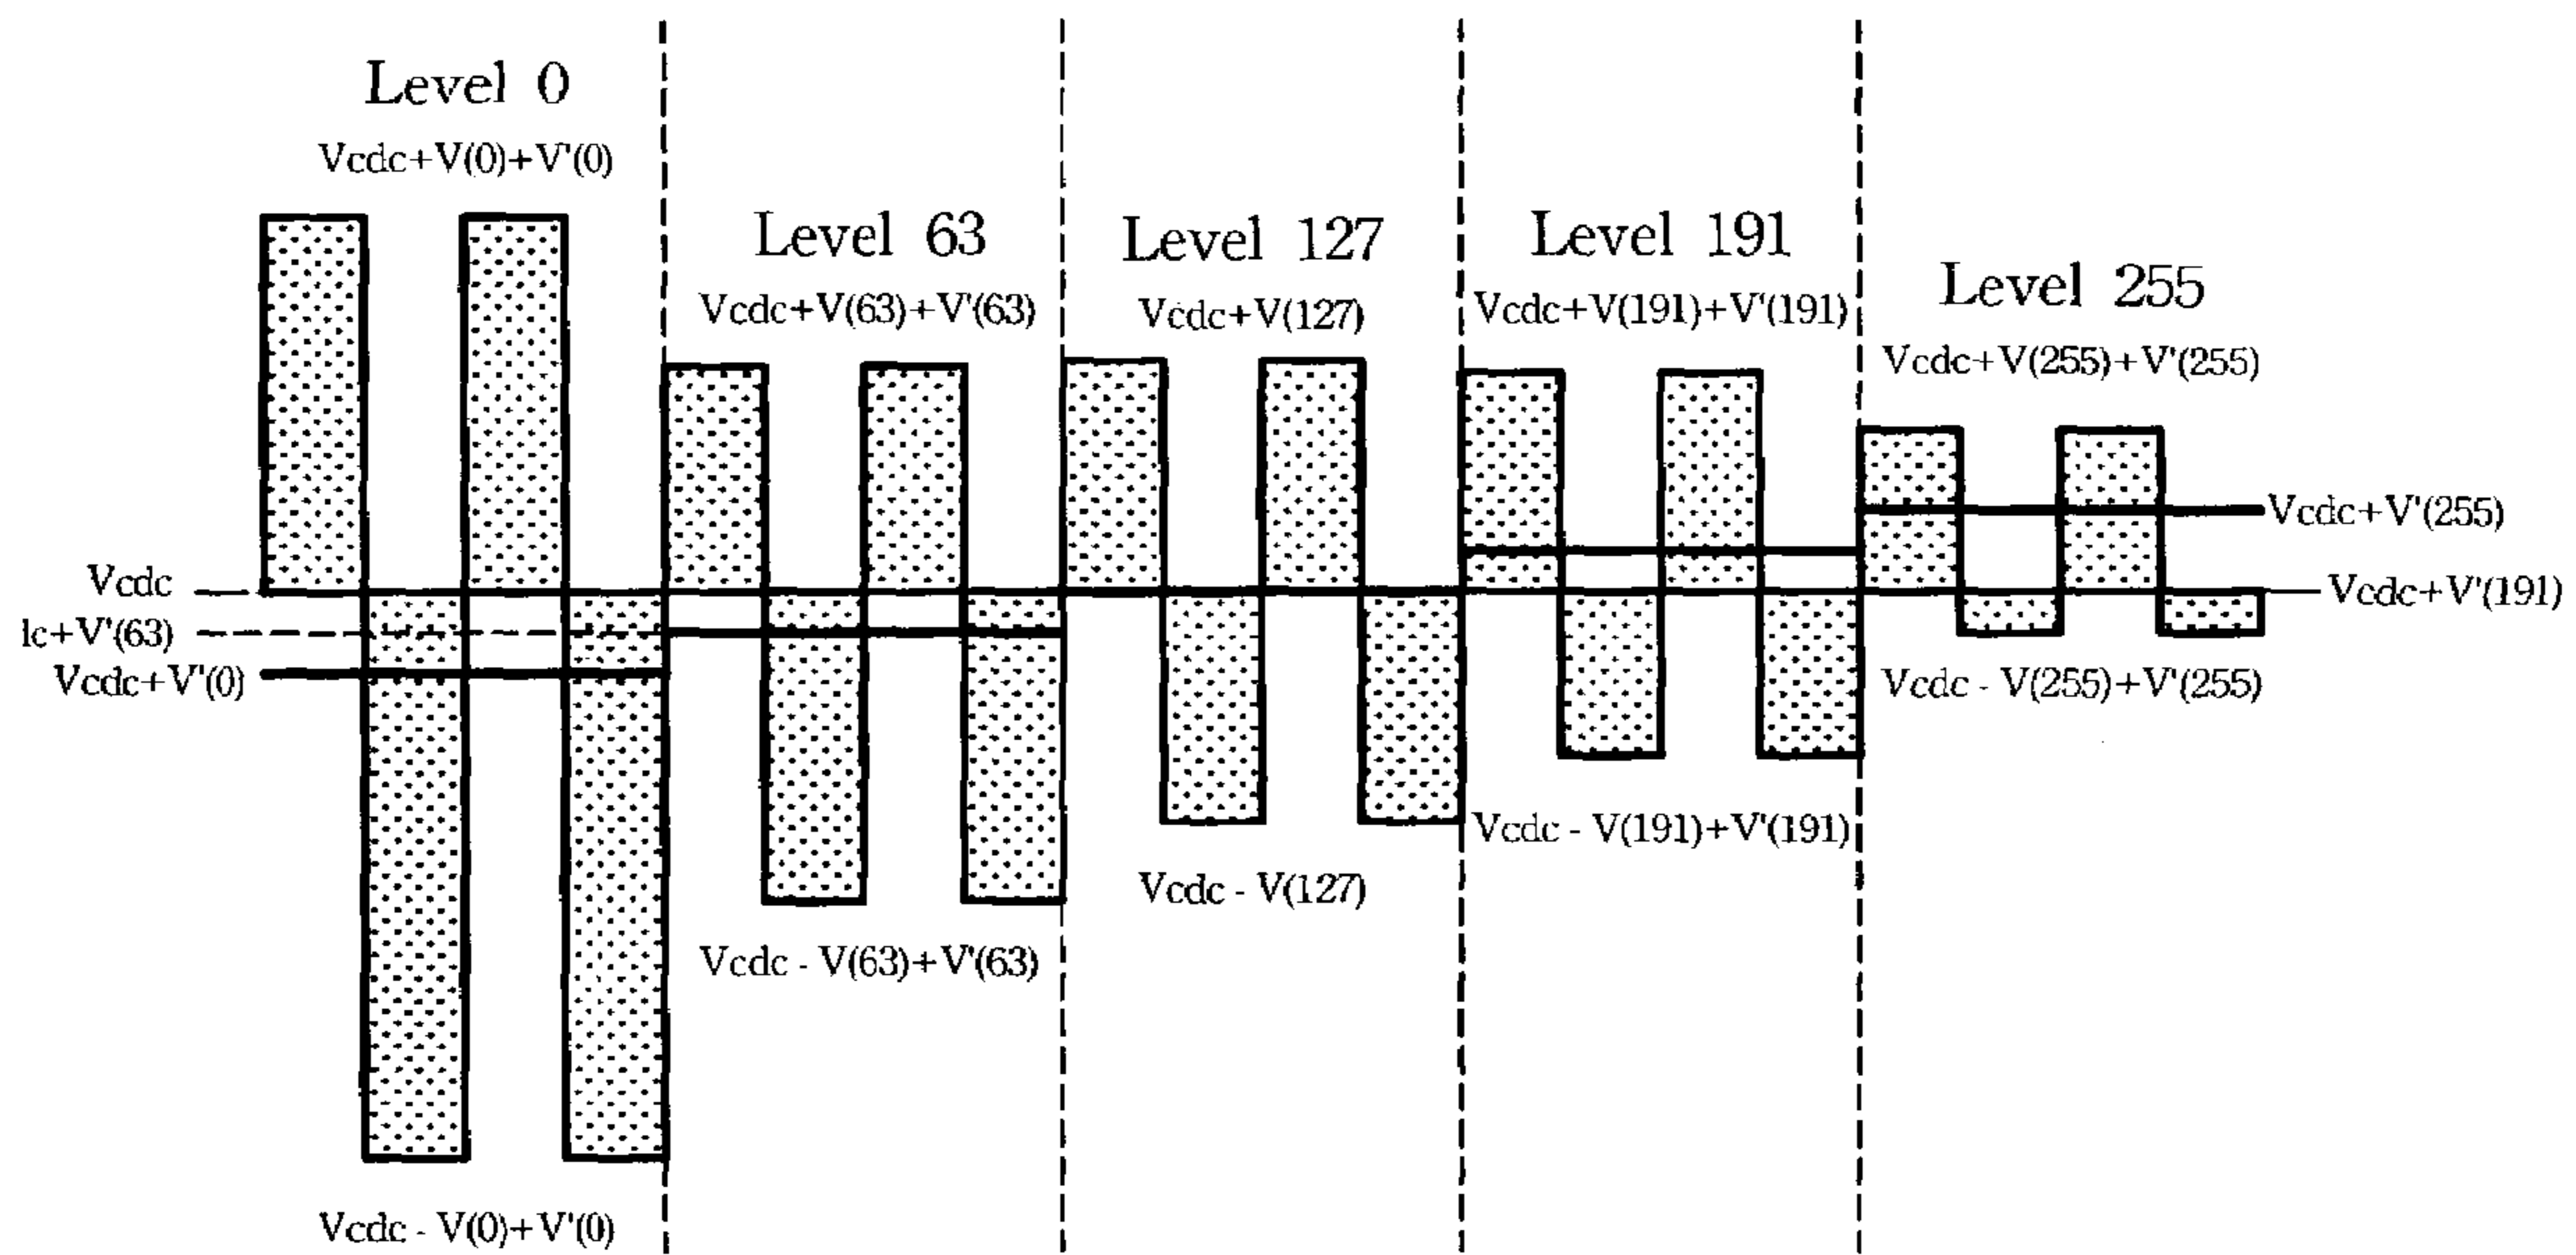 Level 0
Vcdc+V(0)+V'(0)
Level 63
Vcdc+V(63)+V'(63)
Level 127
Vcdc+V(127)
Level 191
Vcdc+V(191)+V'(191)
Level 255
Vcdc+V(255)+V'(255)
Vcdc
lc+V'(63)
Vcdc+V'(0)
Vcdc+V'(255)
Vcdc+V'(191)
Vcdc - V(0)+V'(0)
Vcdc - V(63)+V'(63)
Vcdc - V(127)
Vcdc - V(191)+V'(191)
Vcdc - V(255)+V'(255)